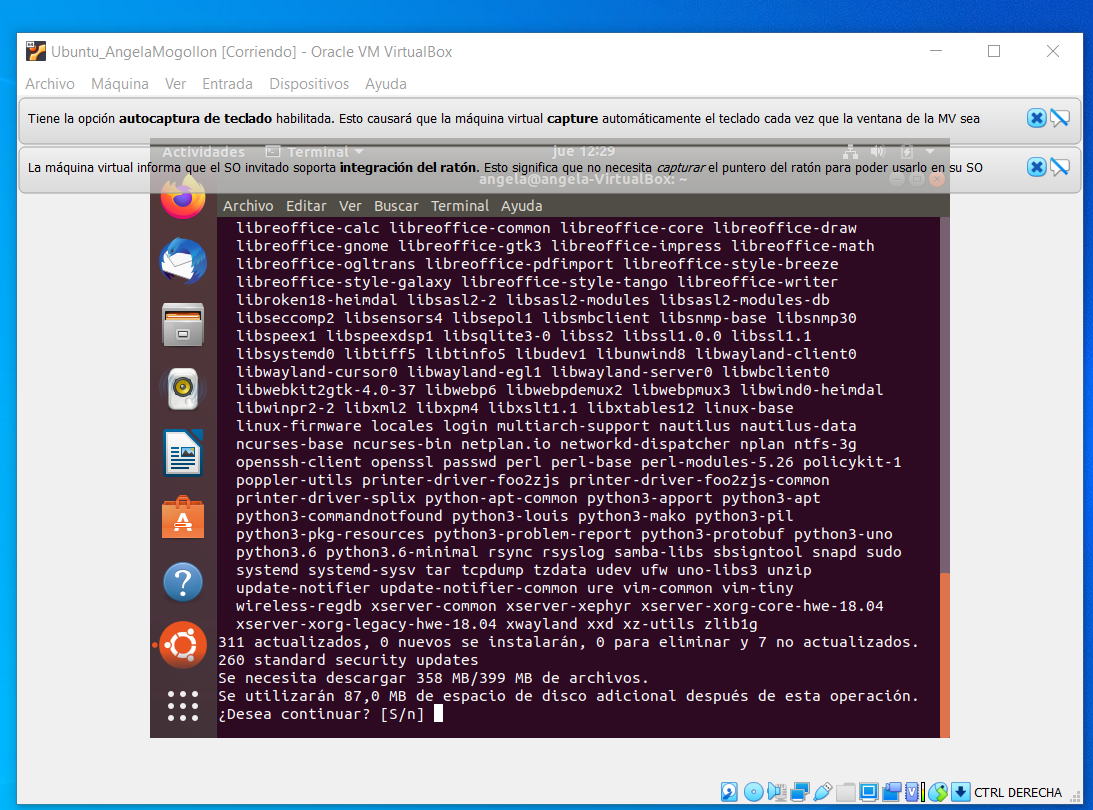 Ubuntu_AngelaMogollon [Corriendo] - Oracle VM VirtualBox
Archivo Máquina Ver Entrada Dispositivos Ayuda
Tiene la opción autocaptura de teclado habilitada. Esto causará que la máquina virtual capture automáticamente el teclado cada vez que la ventana de la MV sea
Actividades Terminal jue 12:29
La máquina virtual informa que el SO invitado soporta integración del ratón. Esto significa que no necesita capturar el puntero del ratón para poder usarlo en su SO
angela@angela-VirtualBox: ~
Archivo Editar Ver Buscar Terminal Ayuda
libreoffice-calc libreoffice-common libreoffice-core libreoffice-draw
libreoffice-gnome libreoffice-gtk3 libreoffice-impress libreoffice-math
libreoffice-ogltrans libreoffice-pdfimport libreoffice-style-breeze
libreoffice-style-galaxy libreoffice-style-tango libreoffice-writer
libroken18-heimdal libsasl2-2 libsasl2-modules libsasl2-modules-db
libseccomp2 libsensors4 libsepol1 libsmbclient libsnmp-base libsnmp30
libspeex1 libspeexdsp1 libsqlite3-0 libss2 libssl1.0.0 libssl1.1
libsystemd0 libtiff5 libtinfo5 libudev1 libunwind8 libwayland-client0
libwayland-cursor0 libwayland-egl1 libwayland-server0 libwbclient0
libwebkit2gtk-4.0-37 libwebp6 libwebpdemux2 libwebpmux3 libwind0-heimdal
libwinpr2-2 libxml2 libxpm4 libxslt1.1 libxtables12 linux-base
linux-firmware locales login multiarch-support nautilus nautilus-data
ncurses-base ncurses-bin netplan.io networkd-dispatcher nplan ntfs-3g
openssh-client openssl passwd perl perl-base perl-modules-5.26 policykit-1
poppler-utils printer-driver-foo2zjs printer-driver-foo2zjs-common
printer-driver-splix python-apt-common python3-apport python3-apt
python3-commandnotfound python3-louis python3-mako python3-pil
python3-pkg-resources python3-problem-report python3-protobuf python3-uno
python3.6 python3.6-minimal rsync rsyslog samba-libs sbsigntool snapd sudo
systemd systemd-sysv tar tcpdump tzdata udev ufw uno-libs3 unzip
update-notifier update-notifier-common ure vim-common vim-tiny
wireless-regdb xserver-common xserver-xephyr xserver-xorg-core-hwe-18.04
xserver-xorg-legacy-hwe-18.04 xwayland xxd xz-utils zlib1g
311 actualizados, 0 nuevos se instalarán, 0 para eliminar y 7 no actualizados.
260 standard security updates
Se necesita descargar 358 MB/399 MB de archivos.
Se utilizarán 87,0 MB de espacio de disco adicional después de esta operación.
¿Desea continuar? [S/n]
CTRL DERECHA